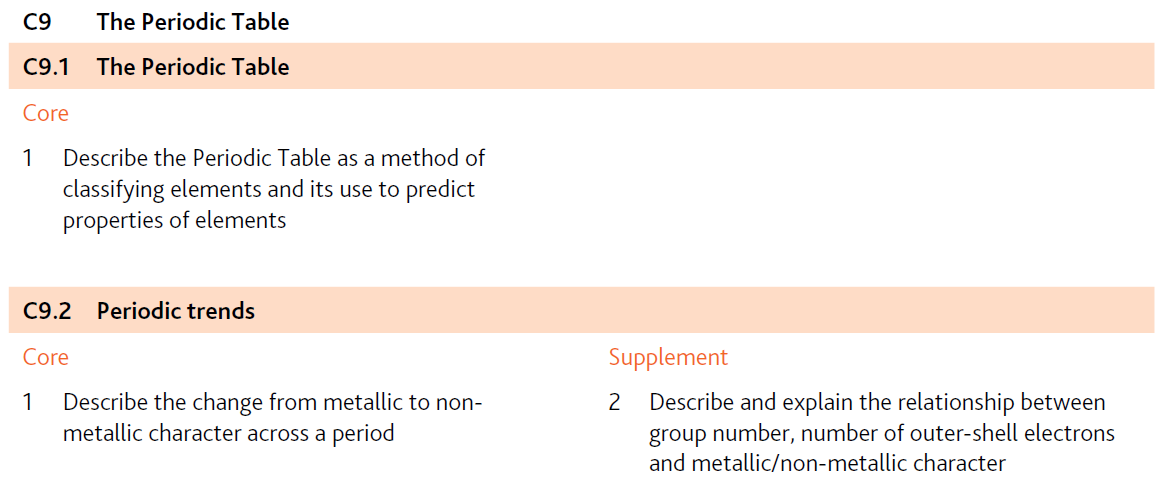 C9 The Periodic Table
C9.1 The Periodic Table
Core
1 Describe the Periodic Table as a method of
classifying elements and its use to predict
properties of elements
C9.2 Periodic trends
Core
1 Describe the change from metallic to non-
metallic character across a period
Supplement
2 Describe and explain the relationship between
group number, number of outer-shell electrons
and metallic/non-metallic character